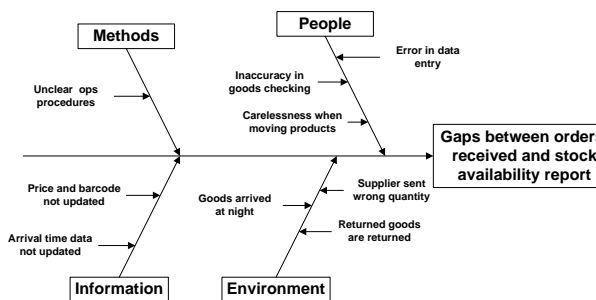 Methods
People
Error in data
entry
Unclear ops
procedures
Inaccuracy in
goods checking
Carelessness when
moving products
Gaps between orders
received and stock
availability report
Price and barcode
not updated
Goods arrived
at night
Supplier sent
wrong quantity
Arrival time data
not updated
Returned goods
are returned
Information
Environment